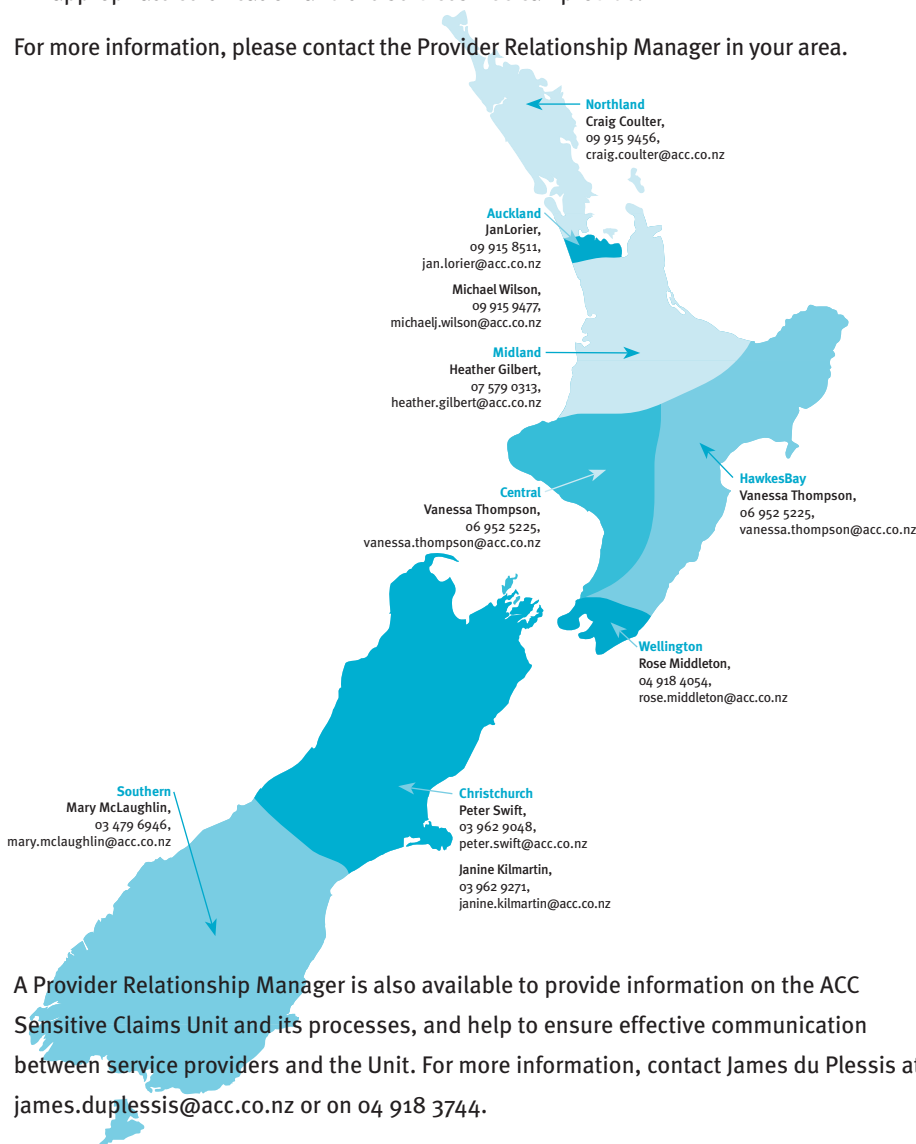 For more information, please contact the Provider Relationship Manager in your area.
Northland
Craig Coulter,
09 915 9456,
craig.coulter@acc.co.nz
Auckland
JanLorier,
09 915 8511,
jan.lorier@acc.co.nz
Michael Wilson,
09 915 9477,
michaelj.wilson@acc.co.nz
Midland
Heather Gilbert,
07 579 0313,
heather.gilbert@acc.co.nz
Central
Vanessa Thompson,
06 952 5225,
vanessa.thompson@acc.co.nz
HawkesBay
Vanessa Thompson,
06 952 5225,
vanessa.thompson@acc.co.nz
Wellington
Rose Middleton,
04 918 4054,
rose.middleton@acc.co.nz
Southern
Mary McLaughlin,
03 479 6946,
mary.mclaughlin@acc.co.nz
Christchurch
Peter Swift,
03 962 9048,
peter.swift@acc.co.nz
Janine Kilmartin,
03 962 9271,
janine.kilmartin@acc.co.nz
A Provider Relationship Manager is also available to provide information on the ACC
Sensitive Claims Unit and its processes, and help to ensure effective communication
between service providers and the Unit. For more information, contact James du Plessis at
james.duplessis@acc.co.nz or on 04 918 3744.